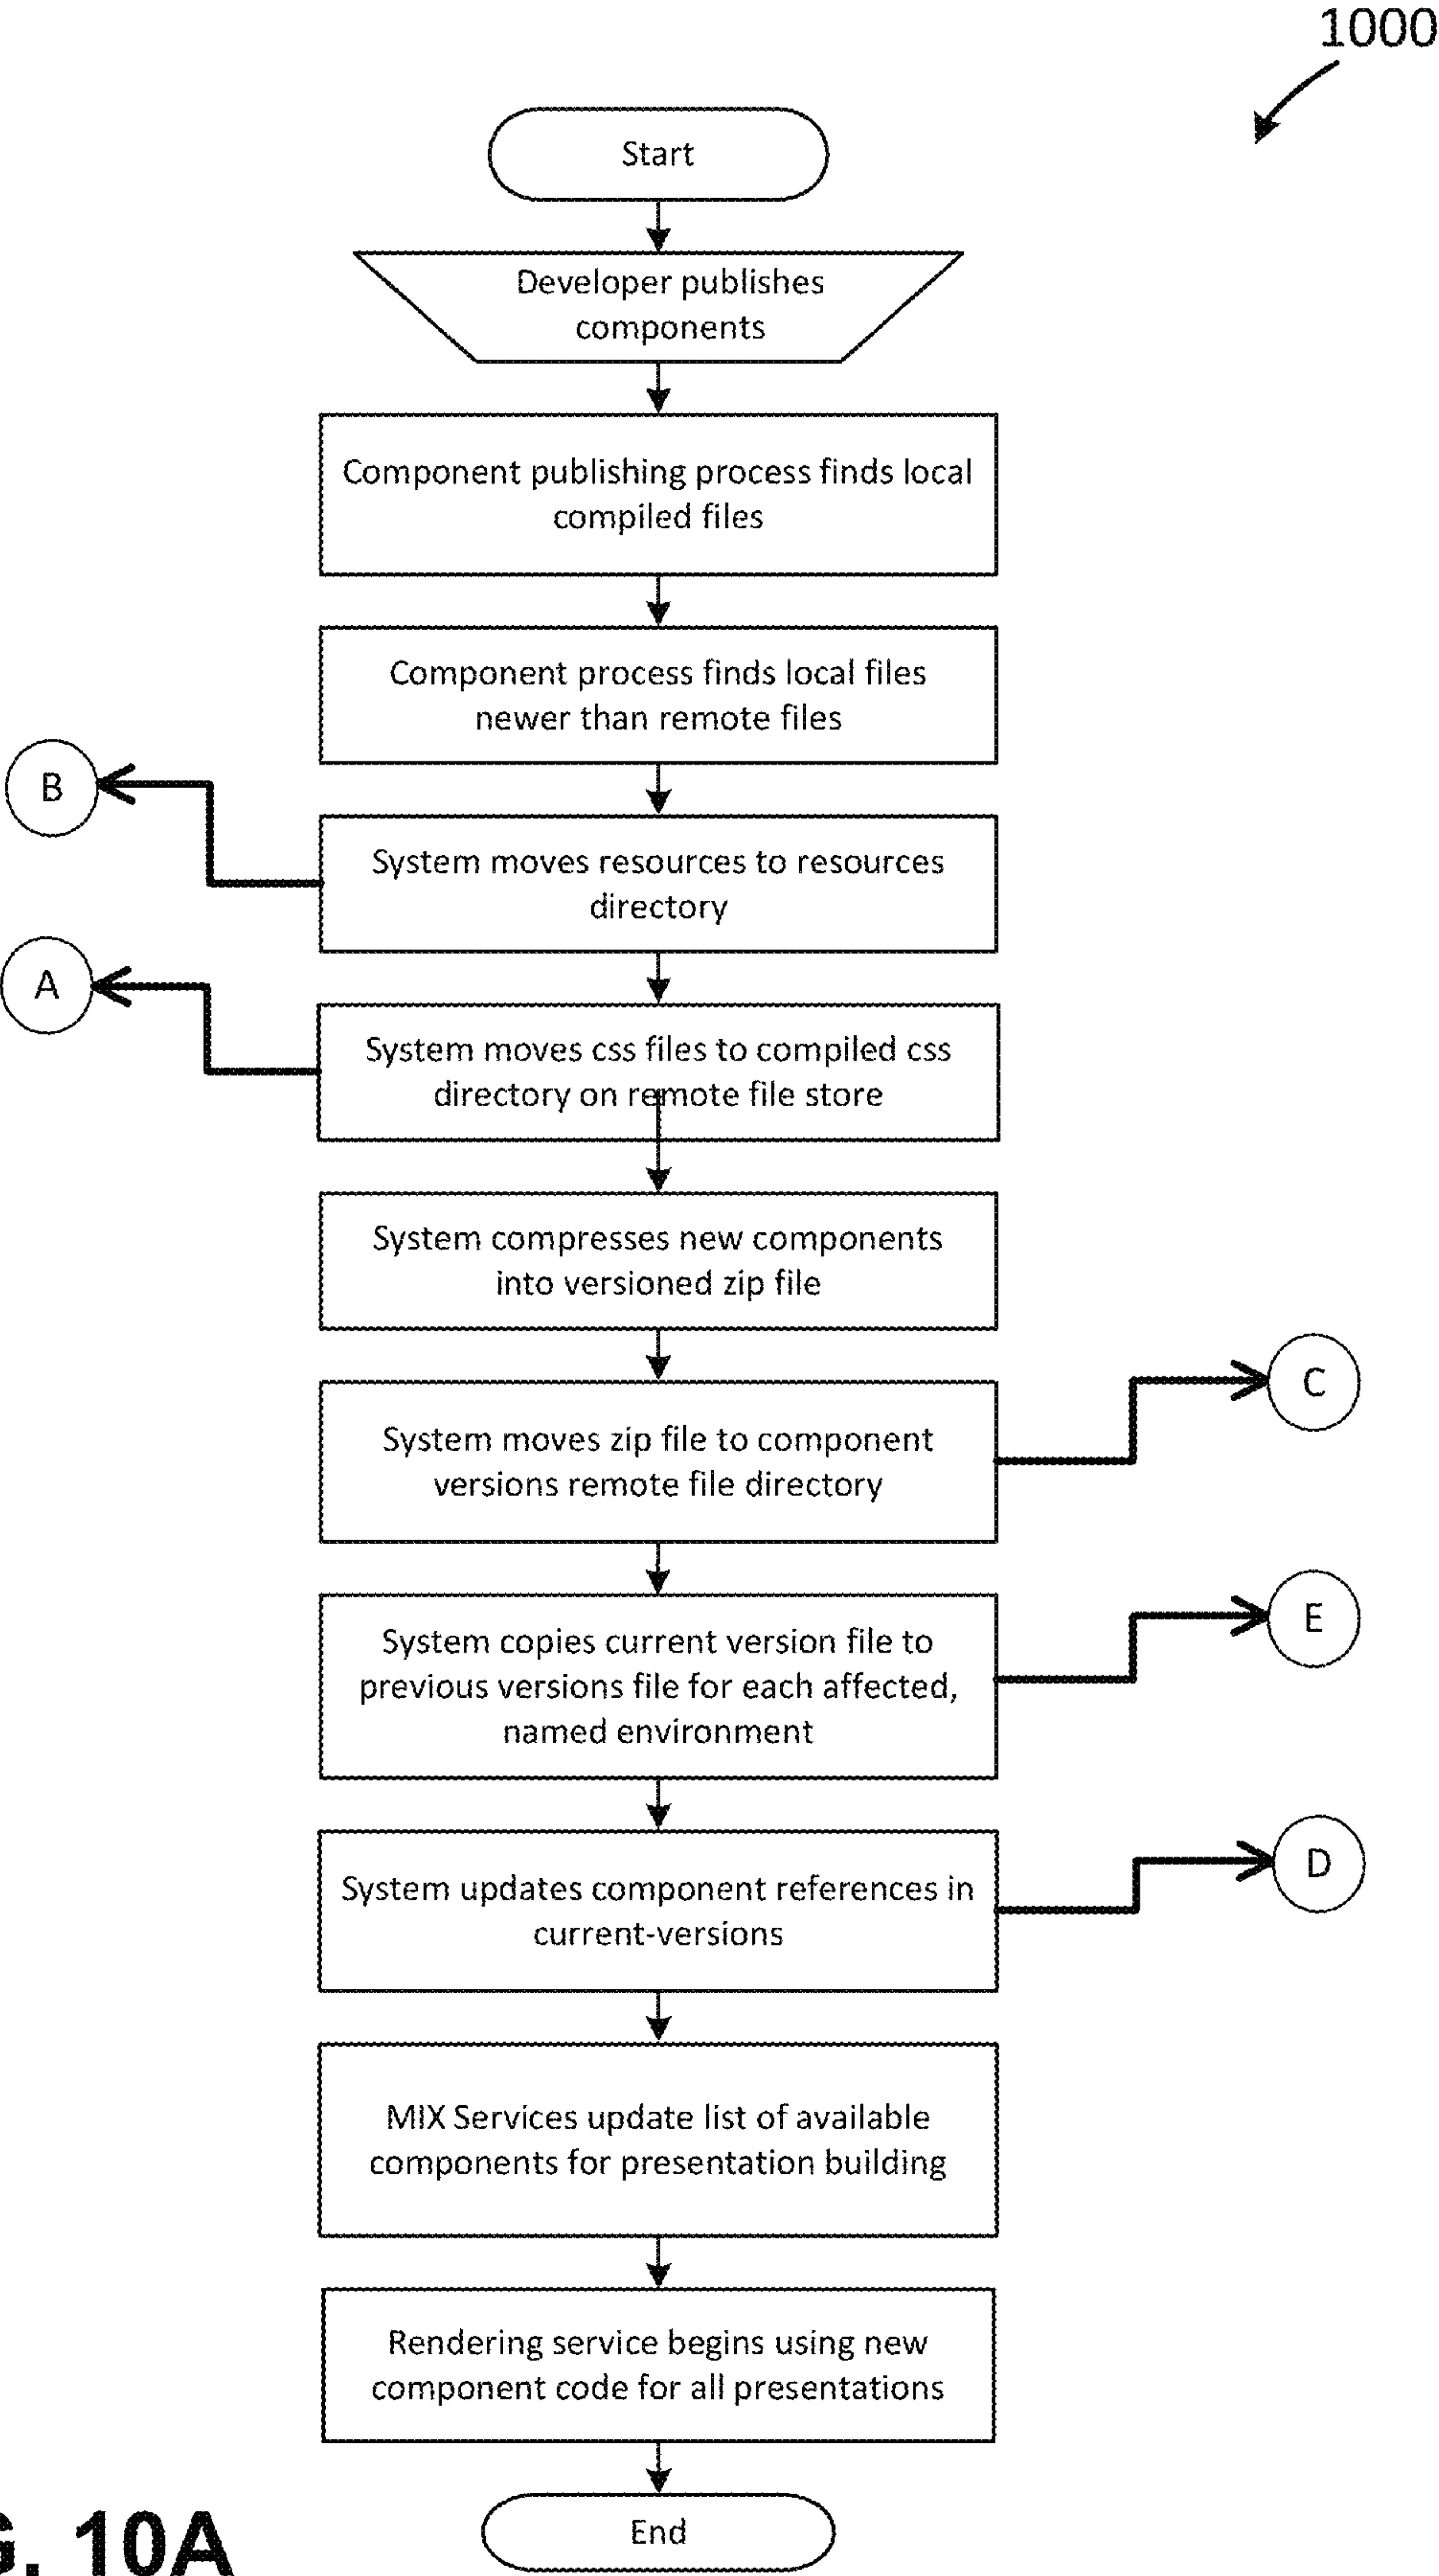 1000
Start
Developer publishes
components
Component publishing process finds local
compiled files
Component process finds local files
newer than remote files
B
System moves resources to resources
directory
A
System moves css files to compiled css
directory on remote file store
System compresses new components
into versioned zip file
C
System moves zip file to component
versions remote file directory
E
System copies current version file to
previous versions file for each affected,
named environment
D
System updates component references in
current-versions
MIX Services update list of available
components for presentation building
Rendering service begins using new
component code for all presentations
End
G. 10A